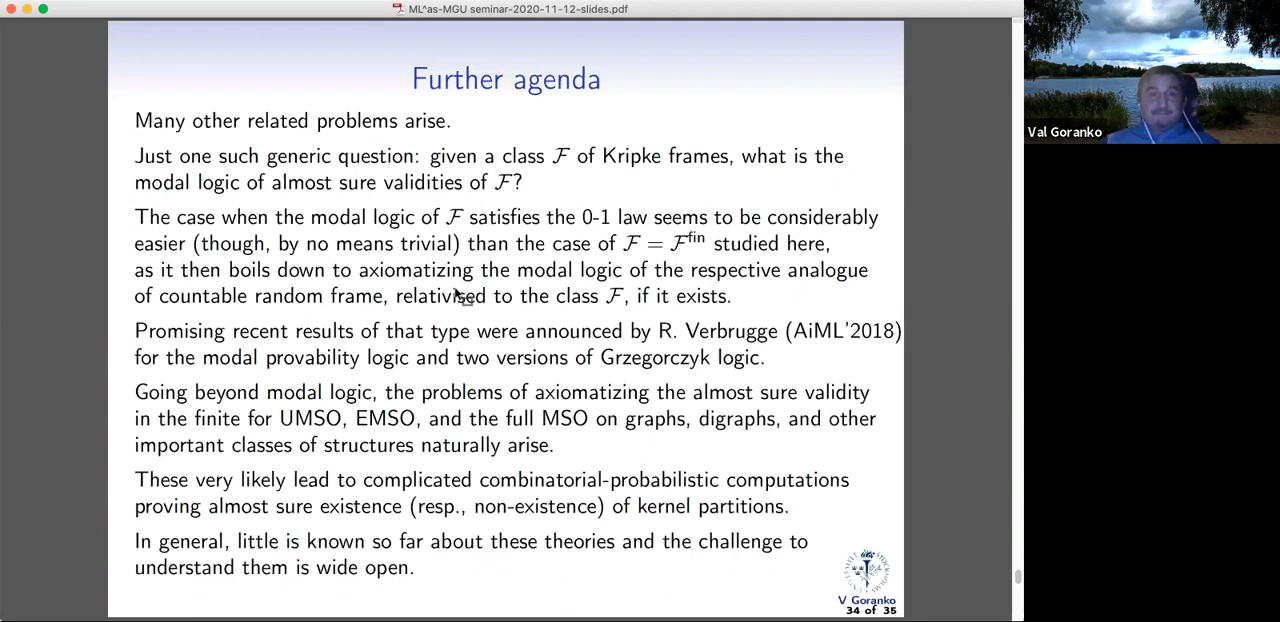 ML^as-MGU seminar-2020-11-12-slides.pdf
Further agenda
Many other related problems arise.
Just one such generic question: given a class F of Kripke frames, what is the
modal logic of almost sure validities of F?
The case when the modal logic of F satisfies the 0-1 law seems to be considerably
easier (though, by no means trivial) than the case of F = F^fin studied here,
as it then boils down to axiomatizing the modal logic of the respective analogue
of countable random frame, relativised to the class F, if it exists.
Promising recent results of that type were announced by R. Verbrugge (AiML'2018)
for the modal provability logic and two versions of Grzegorczyk logic.
Going beyond modal logic, the problems of axiomatizing the almost sure validity
in the finite for UMSO, EMSO, and the full MSO on graphs, digraphs, and other
important classes of structures naturally arise.
These very likely lead to complicated combinatorial-probabilistic computations
proving almost sure existence (resp., non-existence) of kernel partitions.
In general, little is known so far about these theories and the challenge to
understand them is wide open.
V Goranko
34 of 35
Val Goranko